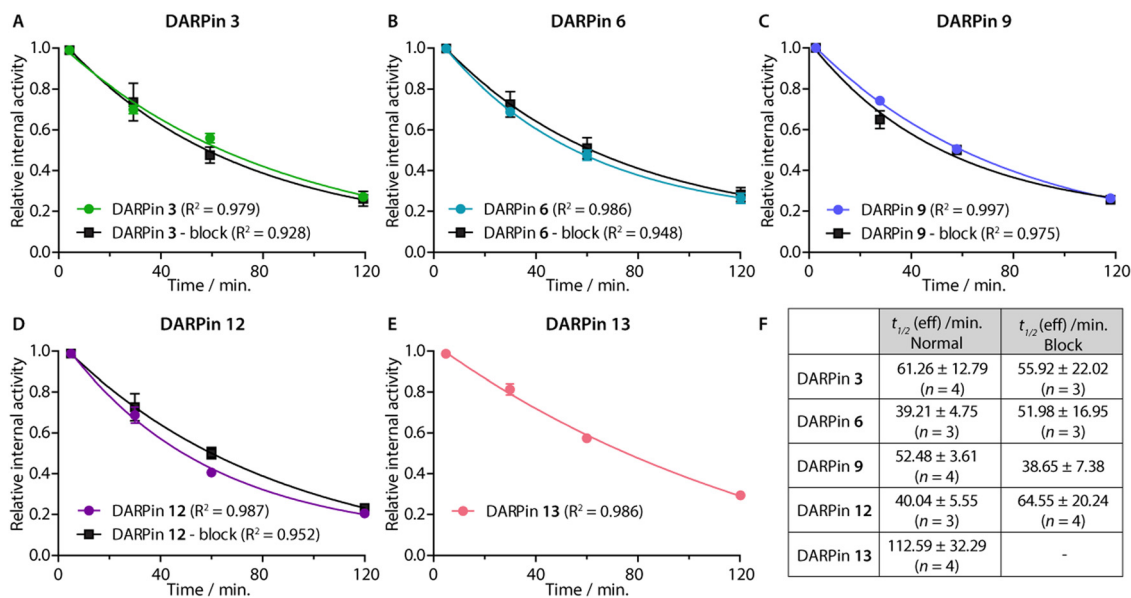 A
DARPin 3
Relative internal activity
1.0
0.8
0.6
0.4
0.2
0.0
0
40
80
120
Time / min.
DARPin 3 (R² = 0.979)
DARPin 3 - block (R² = 0.928)
B
DARPin 6
Relative internal activity
1.0
0.8
0.6
0.4
0.2
0.0
0
40
80
120
Time / min.
DARPin 6 (R² = 0.986)
DARPin 6 - block (R² = 0.948)
C
DARPin 9
Relative internal activity
1.0
0.8
0.6
0.4
0.2
0.0
0
40
80
120
Time / min.
DARPin 9 (R² = 0.997)
DARPin 9 - block (R² = 0.975)
D
DARPin 12
Relative internal activity
1.0
0.8
0.6
0.4
0.2
0.0
0
40
80
120
Time / min.
DARPin 12 (R² = 0.987)
DARPin 12 - block (R² = 0.952)
E
DARPin 13
Relative internal activity
1.0
0.8
0.6
0.4
0.2
0.0
0
40
80
120
Time / min.
DARPin 13 (R² = 0.986)
F
t1/2 (eff) /min.
Normal
t1/2 (eff) /min.
Block
DARPin 3
61.26 ± 12.79
(n = 4)
55.92 ± 22.02
(n = 3)
DARPin 6
39.21 ± 4.75
(n = 3)
51.98 ± 16.95
(n = 3)
DARPin 9
52.48 ± 3.61
(n = 4)
38.65 ± 7.38
DARPin 12
40.04 ± 5.55
(n = 3)
64.55 ± 20.24
(n = 4)
DARPin 13
112.59 ± 32.29
(n = 4)
-